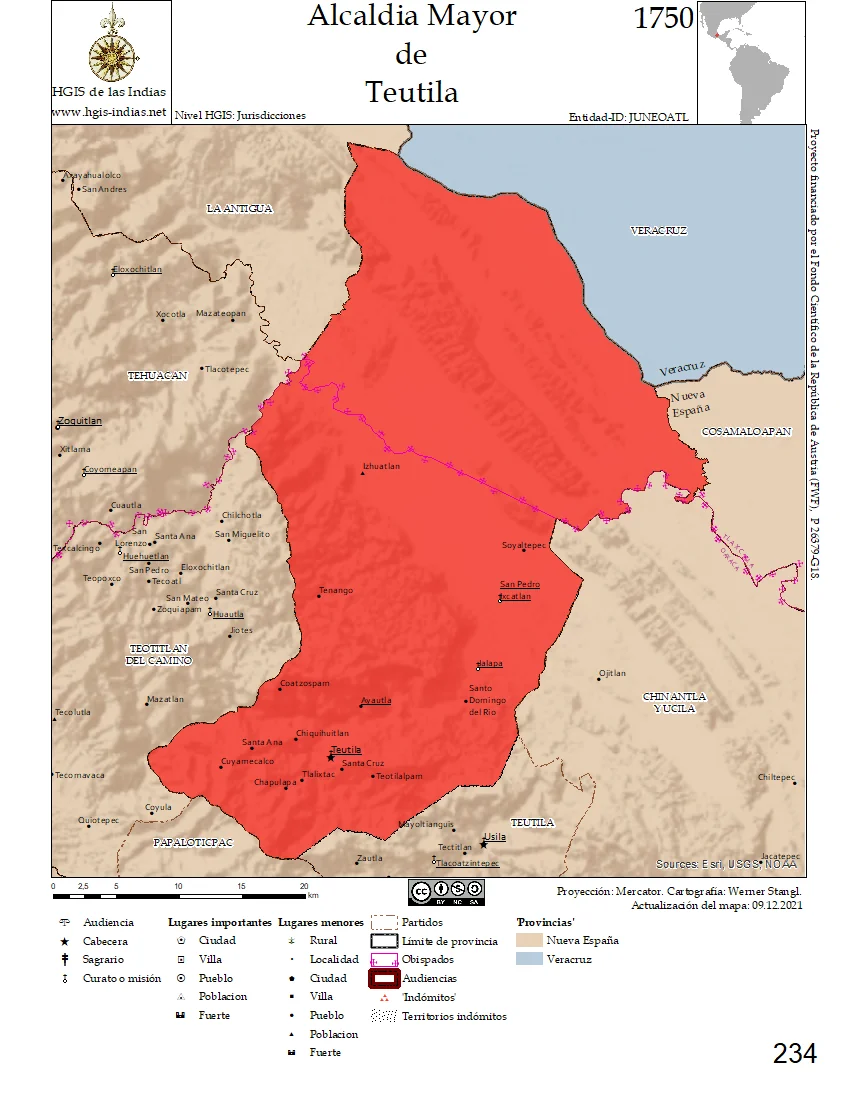 Alcaldia Mayor
de
Teutila
1750
HGIS de las Indias
www.hgis-indias.net
Nivel HGIS: Jurisdicciones
Entidad-ID: JUNEOATL
Proyecto financiado por el Fondo Científico de la República de Austria (FWF), P 26379-G18.
San Andres
LA ANTIGUA
VERACRUZ
Eloxochitlan
Xocotla
Mazateopan
Tlacotepec
TEHUACAN
Veracruz
Nueva
España
COSAMALOAPAN
Zoquitlan
Xitlama
Coyomeapan
Izhuatlan
Cuautla
Chilchotla
San
Lorenzo
Santa Ana
San Miguelito
Texcalcingo
Huehuetlan
Soyaltepec
TLAXCALA
OAXACA
San Pedro
Eloxochitlan
Teopoxco
Tecoatl
San Pedro
Ixcatlan
San Mateo
Santa Cruz
Tenango
Zoquiapam
Huautla
Jiotes
TEOTITLAN
DEL CAMINO
Jalapa
Ojitlan
Coatzospam
Santo
Domingo
del Rio
CHINANTLA
Y UCILA
Mazatlan
Ayautla
Tecolutla
Chiquihuitlan
Santa Ana
Teutila
Cuyamecalco
Santa Cruz
Tlalixtac
Teotilalpam
Chapulapa
Tecomavaca
Chiltepec
Coyula
Quiotepec
Mayoltianguis
TEUTILA
PAPALOTICPAC
Usila
Tectitlan
Zautla
Tlacoatzintepec
Jacatepec
Sources: Esri, USGS, NOAA
0 2,5 5 10 15 20
km
CC BY NC SA
Proyección: Mercator. Cartografía: Werner Stangl.
Actualización del mapa: 09.12.2021
Audiencia
Cabecera
Sagrario
Curato o misión
Lugares importantes
Ciudad
Villa
Pueblo
Poblacion
Fuerte
Lugares menores
Rural
Localidad
Ciudad
Villa
Pueblo
Poblacion
Fuerte
Partidos
Límite de provincia
Obispados
Audiencias
'Indómitos'
Territorios indómitos
'Provincias'
Nueva España
Veracruz
234